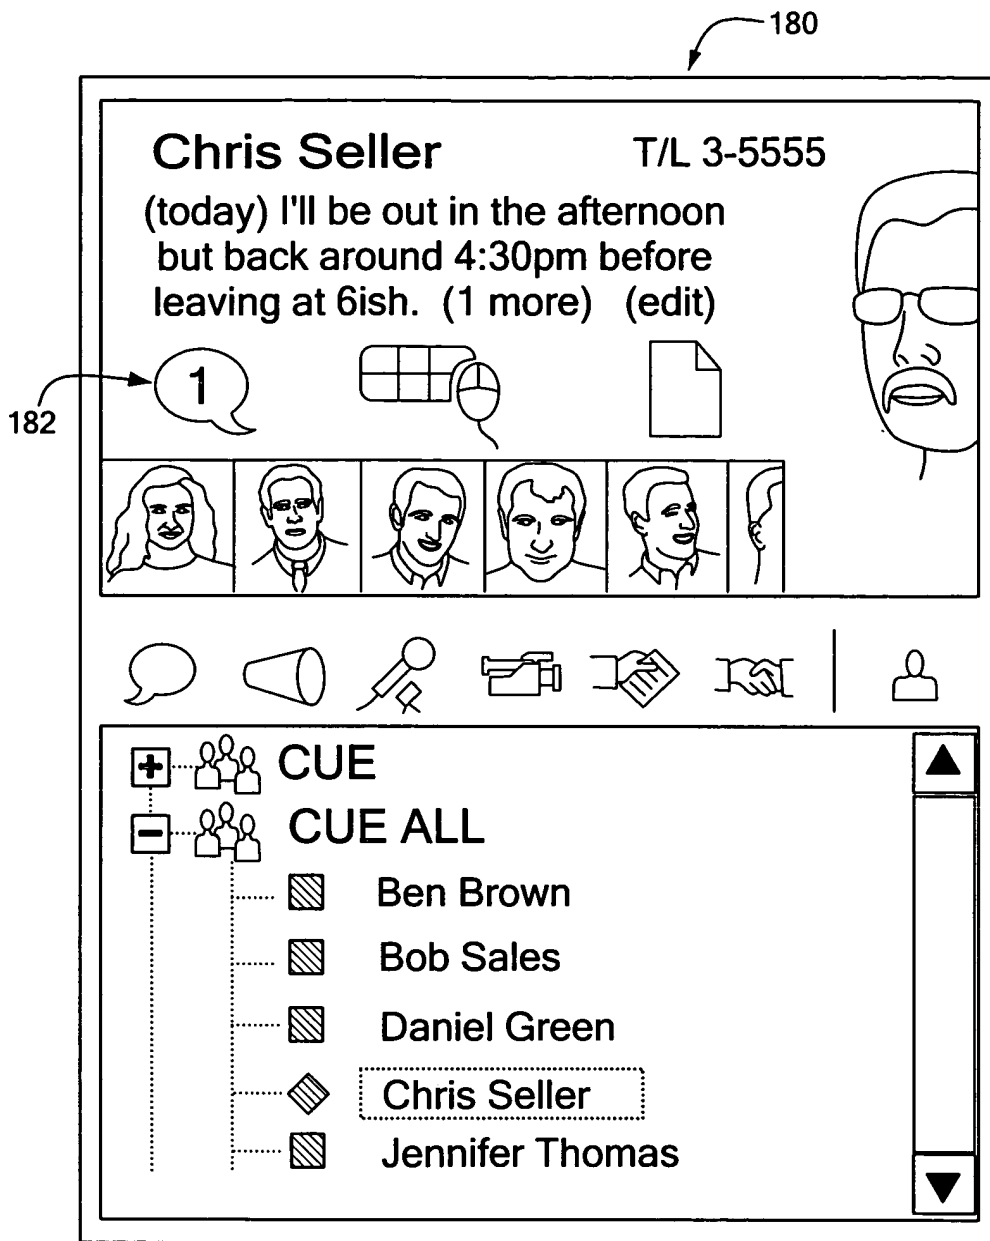 180
Chris Seller T/L 3-5555
(today) I'll be out in the afternoon
but back around 4:30pm before
leaving at 6ish. (1 more) (edit)
1
182
CUE
CUE ALL
Ben Brown
Bob Sales
Daniel Green
Chris Seller
Jennifer Thomas